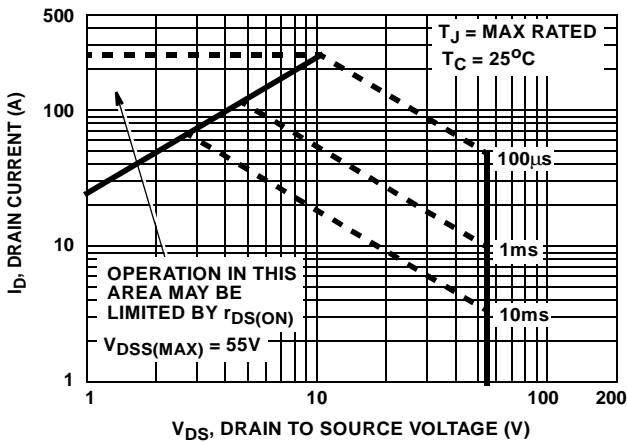 500
100
10
1
I_D, DRAIN CURRENT (A)
T_J = MAX RATED
T_C = 25°C
100μs
1ms
10ms
OPERATION IN THIS
AREA MAY BE
LIMITED BY r_DS(ON)
V_DSS(MAX) = 55V
1
10
100
200
V_DS, DRAIN TO SOURCE VOLTAGE (V)